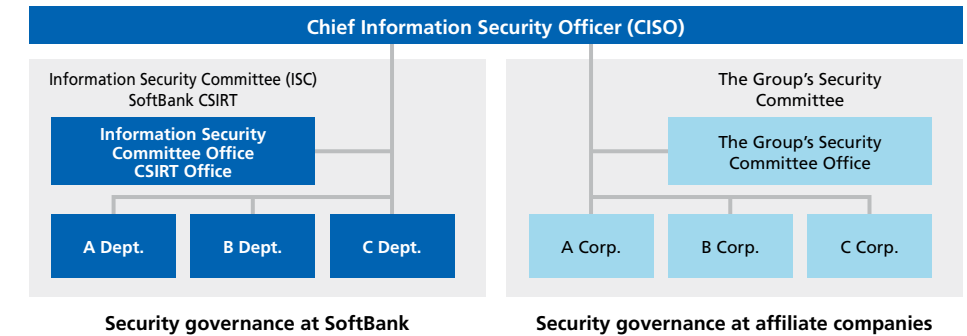 Chief Information Security Officer (CISO)
Information Security Committee (ISC)
SoftBank CSIRT
Information Security
Committee Office
CSIRT Office
A Dept.
B Dept.
C Dept.
Security governance at SoftBank
The Group's Security
Committee
The Group's Security
Committee Office
A Corp.
B Corp.
C Corp.
Security governance at affiliate companies